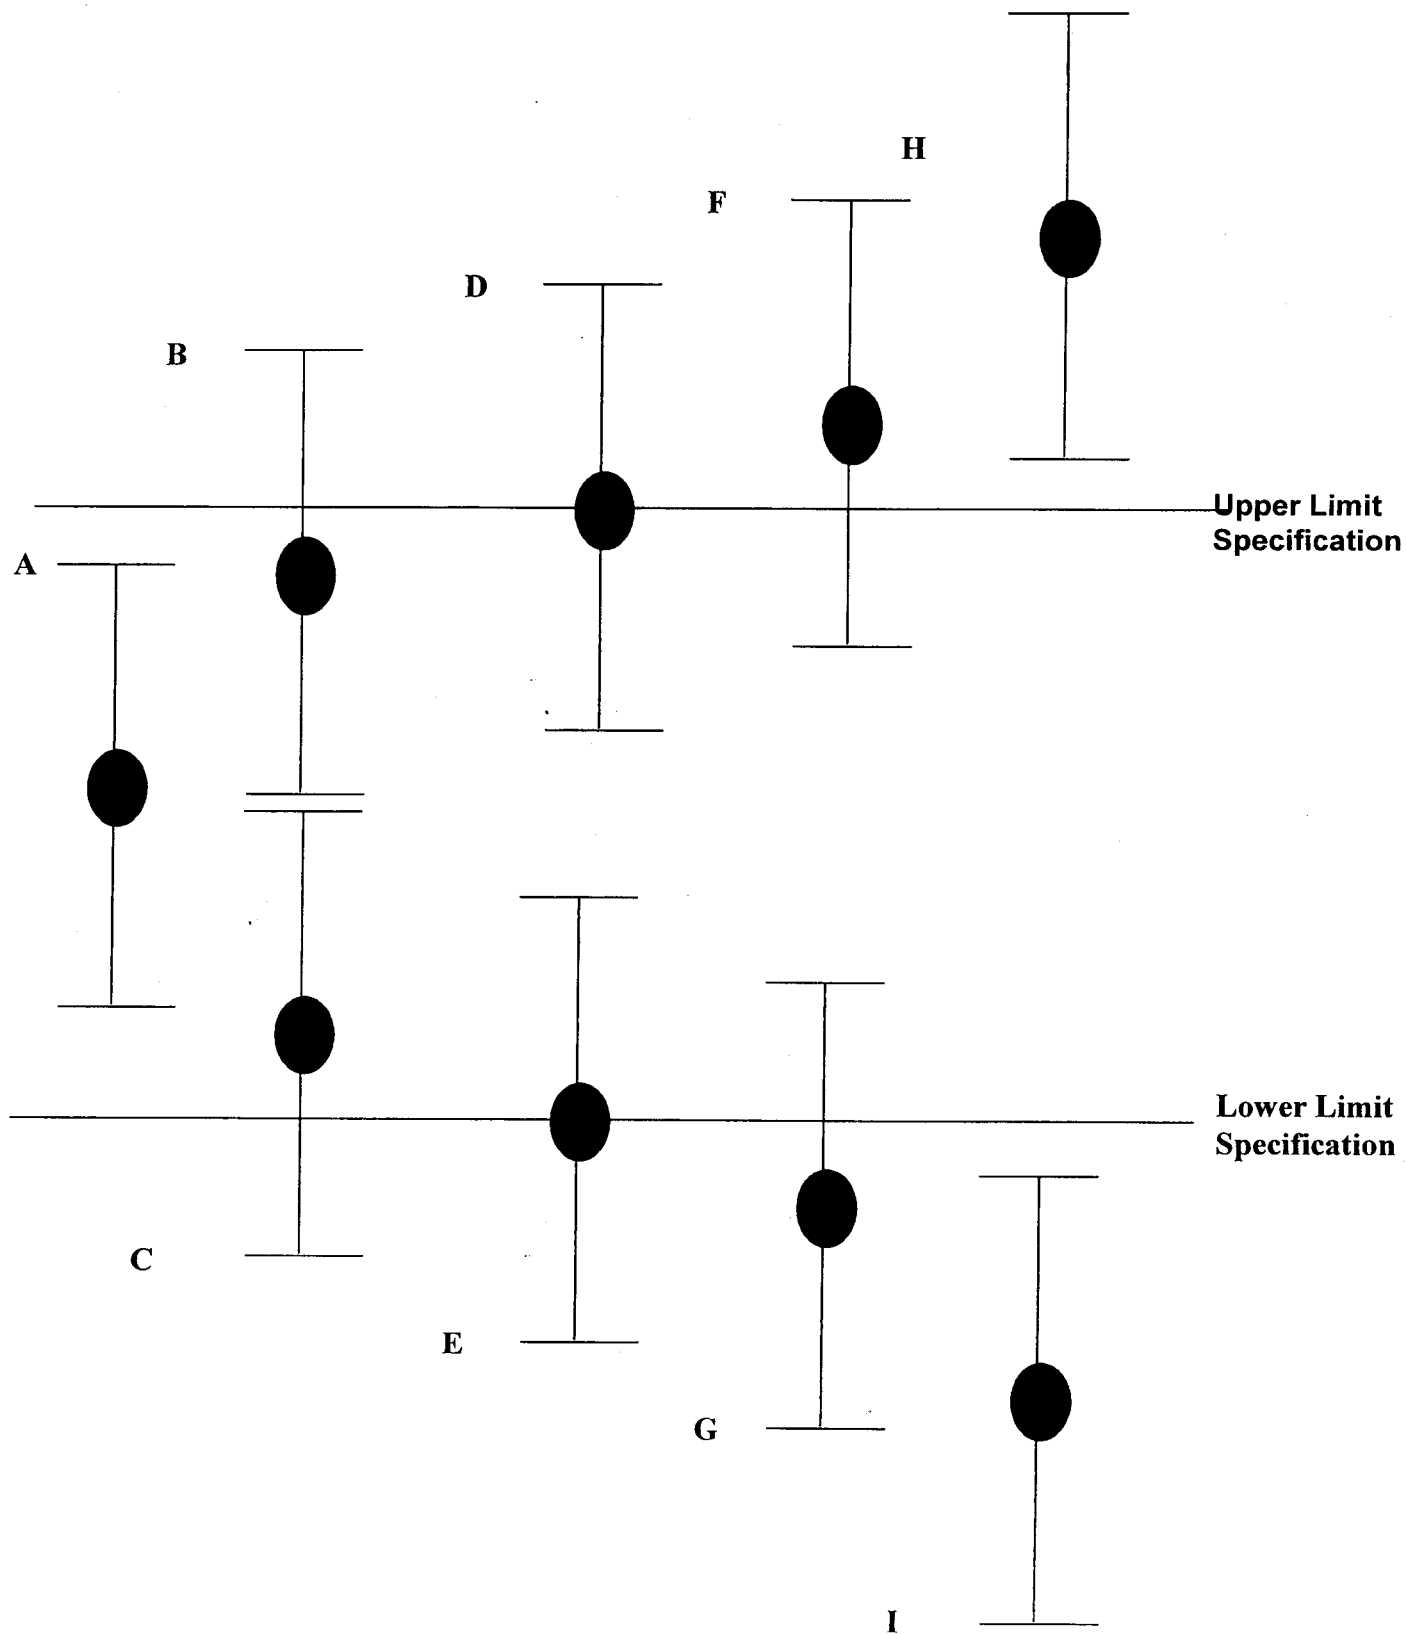 H
F
D
B
Upper Limit
Specification
A
Lower Limit
Specification
C
E
G
I